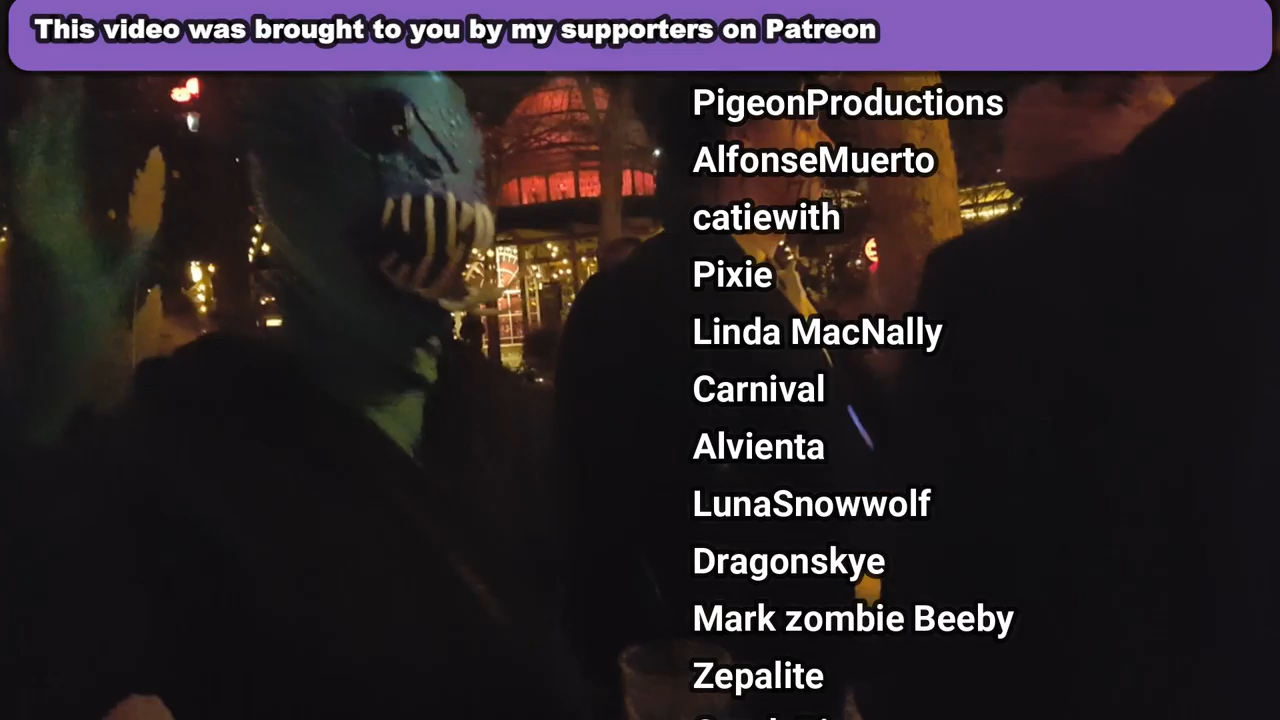 This video was brought to you by my supporters on Patreon
PigeonProductions
AlfonseMuerto
catiewith
Pixie
Linda MacNally
Carnival
Alvienta
LunaSnowwolf
Dragonskye
Mark zombie Beeby
Zepalite